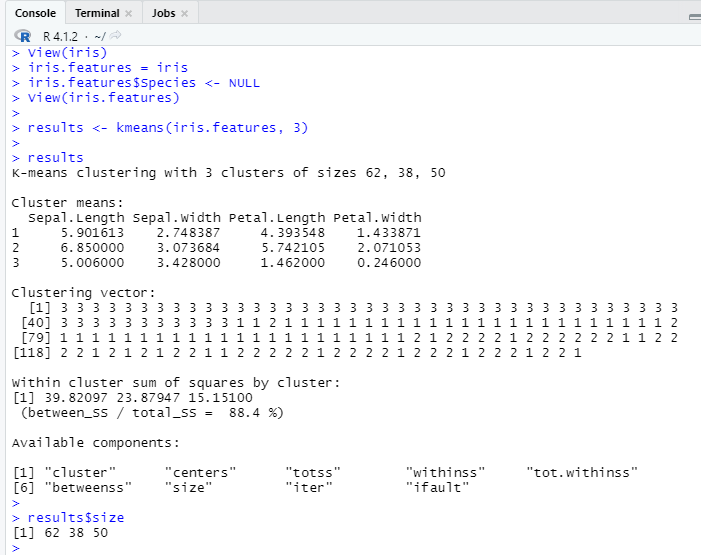 Console Terminal × Jobs ×
R R 4.1.2 · ~/
> View(iris)
> iris.features = iris
> iris.features$Species <- NULL
> View(iris.features)
>
> results <- kmeans(iris.features, 3)
>
> results
K-means clustering with 3 clusters of sizes 62, 38, 50

Cluster means:
  Sepal.Length Sepal.Width Petal.Length Petal.Width
1     5.901613    2.748387     4.393548    1.433871
2     6.850000    3.073684     5.742105    2.071053
3     5.006000    3.428000     1.462000    0.246000

Clustering vector:
  [1] 3 3 3 3 3 3 3 3 3 3 3 3 3 3 3 3 3 3 3 3 3 3 3 3 3 3 3 3 3 3 3 3 3 3 3 3 3 3 3
 [40] 3 3 3 3 3 3 3 3 3 3 3 1 1 2 1 1 1 1 1 1 1 1 1 1 1 1 1 1 1 1 1 1 1 1 1 1 1 1 2
 [79] 1 1 1 1 1 1 1 1 1 1 1 1 1 1 1 1 1 1 1 1 1 1 2 1 2 2 2 2 1 2 2 2 2 2 2 1 1 2 2
[118] 2 2 1 2 1 2 1 2 2 1 1 2 2 2 2 2 1 2 2 2 2 1 2 2 2 1 2 2 2 1 2 2 1

Within cluster sum of squares by cluster:
[1] 39.82097 23.87947 15.15100
 (between_SS / total_SS =  88.4 %)

Available components:

[1] "cluster"      "centers"      "totss"        "withinss"     "tot.withinss"
[6] "betweenss"    "size"         "iter"         "ifault"
>
> results$size
[1] 62 38 50
>